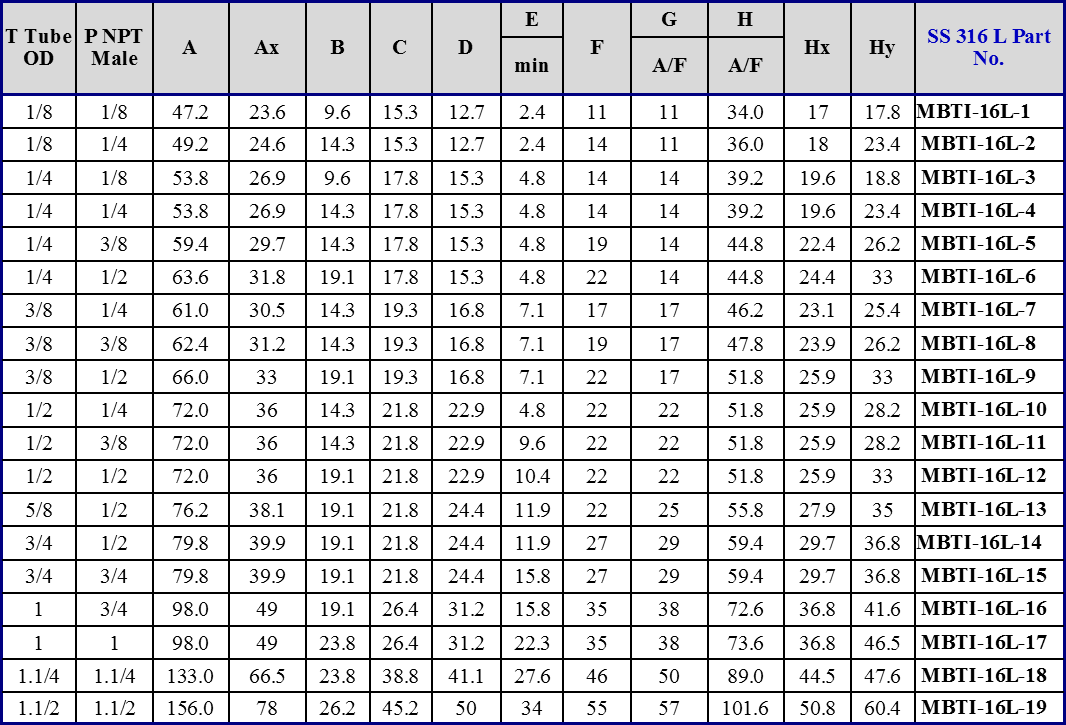 T Tube OD P NPT Male A Ax B C D E min F G A/F H A/F Hx Hy SS 316 L Part No.
1/8 1/8 47.2 23.6 9.6 15.3 12.7 2.4 11 11 34.0 17 17.8 MBTI-16L-1
1/8 1/4 49.2 24.6 14.3 15.3 12.7 2.4 14 11 36.0 18 23.4 MBTI-16L-2
1/4 1/8 53.8 26.9 9.6 17.8 15.3 4.8 14 14 39.2 19.6 18.8 MBTI-16L-3
1/4 1/4 53.8 26.9 14.3 17.8 15.3 4.8 14 14 39.2 19.6 23.4 MBTI-16L-4
1/4 3/8 59.4 29.7 14.3 17.8 15.3 4.8 19 14 44.8 22.4 26.2 MBTI-16L-5
1/4 1/2 63.6 31.8 19.1 17.8 15.3 4.8 22 14 44.8 24.4 33 MBTI-16L-6
3/8 1/4 61.0 30.5 14.3 19.3 16.8 7.1 17 17 46.2 23.1 25.4 MBTI-16L-7
3/8 3/8 62.4 31.2 14.3 19.3 16.8 7.1 19 17 47.8 23.9 26.2 MBTI-16L-8
3/8 1/2 66.0 33 19.1 19.3 16.8 7.1 22 17 51.8 25.9 33 MBTI-16L-9
1/2 1/4 72.0 36 14.3 21.8 22.9 4.8 22 22 51.8 25.9 28.2 MBTI-16L-10
1/2 3/8 72.0 36 14.3 21.8 22.9 9.6 22 22 51.8 25.9 28.2 MBTI-16L-11
1/2 1/2 72.0 36 19.1 21.8 22.9 10.4 22 22 51.8 25.9 33 MBTI-16L-12
5/8 1/2 76.2 38.1 19.1 21.8 24.4 11.9 22 25 55.8 27.9 35 MBTI-16L-13
3/4 1/2 79.8 39.9 19.1 21.8 24.4 11.9 27 29 59.4 29.7 36.8 MBTI-16L-14
3/4 3/4 79.8 39.9 19.1 21.8 24.4 15.8 27 29 59.4 29.7 36.8 MBTI-16L-15
1 3/4 98.0 49 19.1 26.4 31.2 15.8 35 38 72.6 36.8 41.6 MBTI-16L-16
1 1 98.0 49 23.8 26.4 31.2 22.3 35 38 73.6 36.8 46.5 MBTI-16L-17
1.1/4 1.1/4 133.0 66.5 23.8 38.8 41.1 27.6 46 50 89.0 44.5 47.6 MBTI-16L-18
1.1/2 1.1/2 156.0 78 26.2 45.2 50 34 55 57 101.6 50.8 60.4 MBTI-16L-19